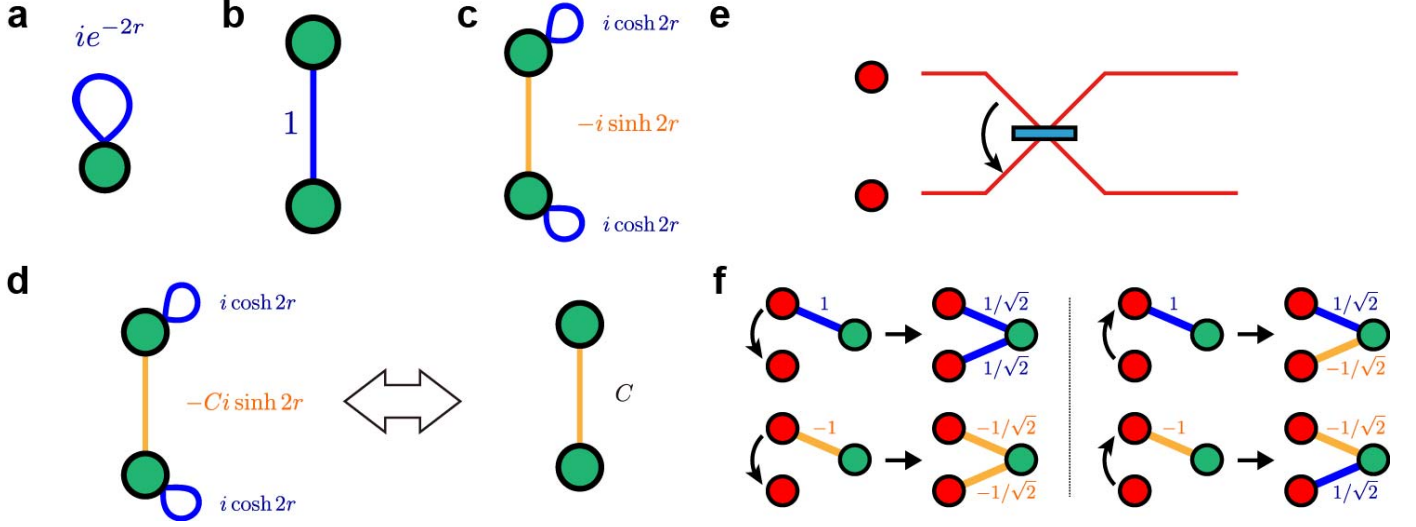 a
ie^{-2r}
b
1
c
i cosh 2r
-i sinh 2r
i cosh 2r
e
d
i cosh 2r
-Ci sinh 2r
i cosh 2r
C
f
1
1/√2
1/√2
1
1/√2
-1/√2
-1
-1/√2
-1/√2
-1
-1/√2
1/√2